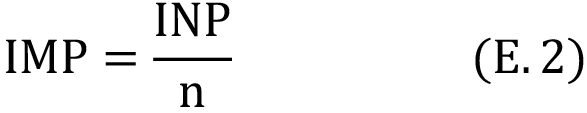 IMP = INP/n (E. 2)